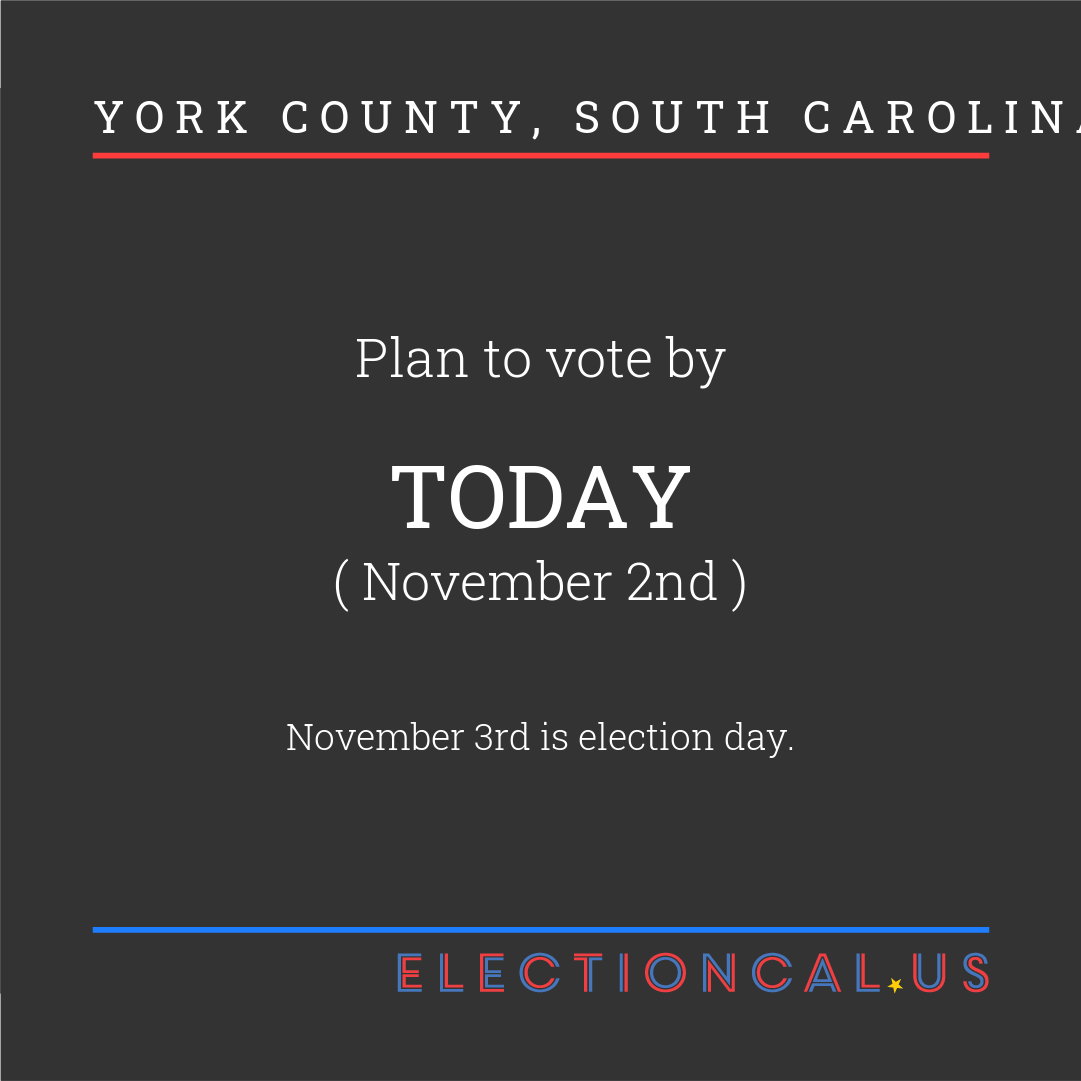 YORK COUNTY, SOUTH CAROLINA
Plan to vote by
TODAY
( November 2nd )
November 3rd is election day.
ELECTIONCAL.US